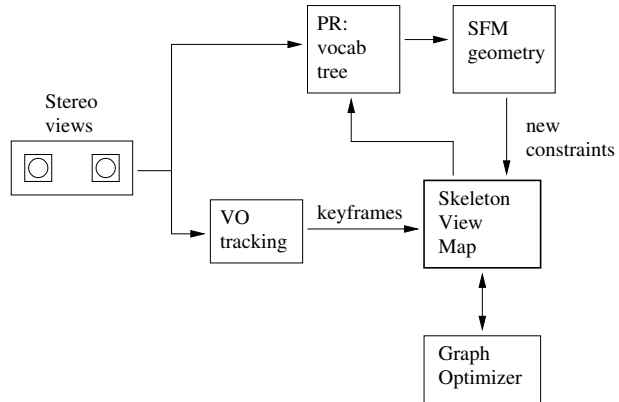 PR:
vocab
tree
SFM
geometry
Stereo
views
new
constraints
VO
tracking
keyframes
Skeleton
View
Map
Graph
Optimizer